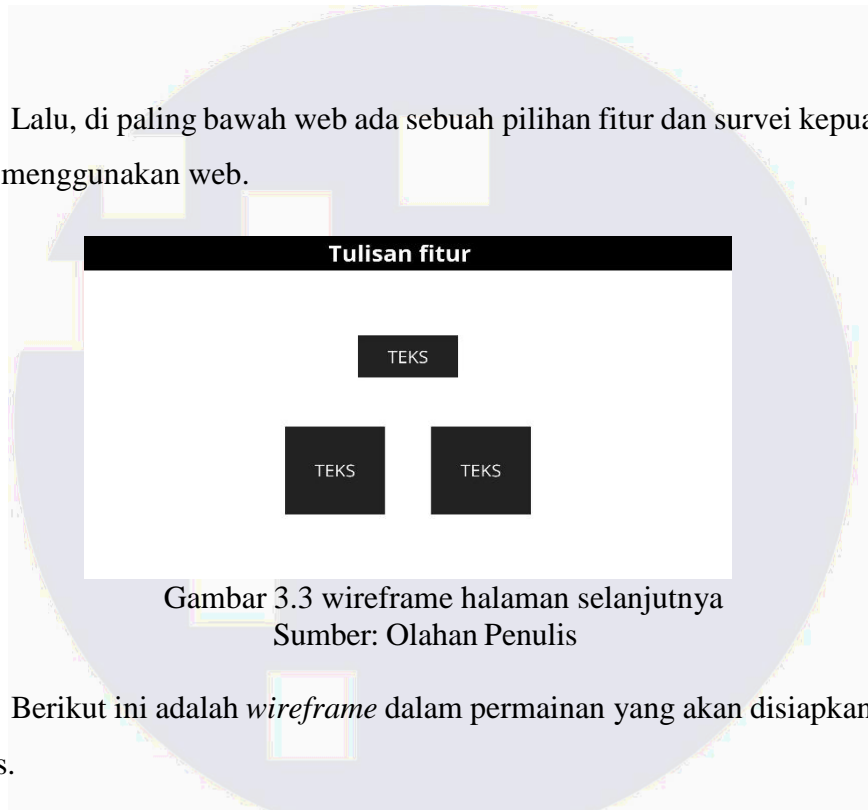 Lalu, di paling bawah web ada sebuah pilihan fitur dan survei
menggunakan web.
Tulisan fitur
TEKS
TEKS TEKS
Gambar 3.3 wireframe halaman selanjutnya
Sumber: Olahan Penulis
Berikut ini adalah wireframe dalam permainan yang akan disiapkan